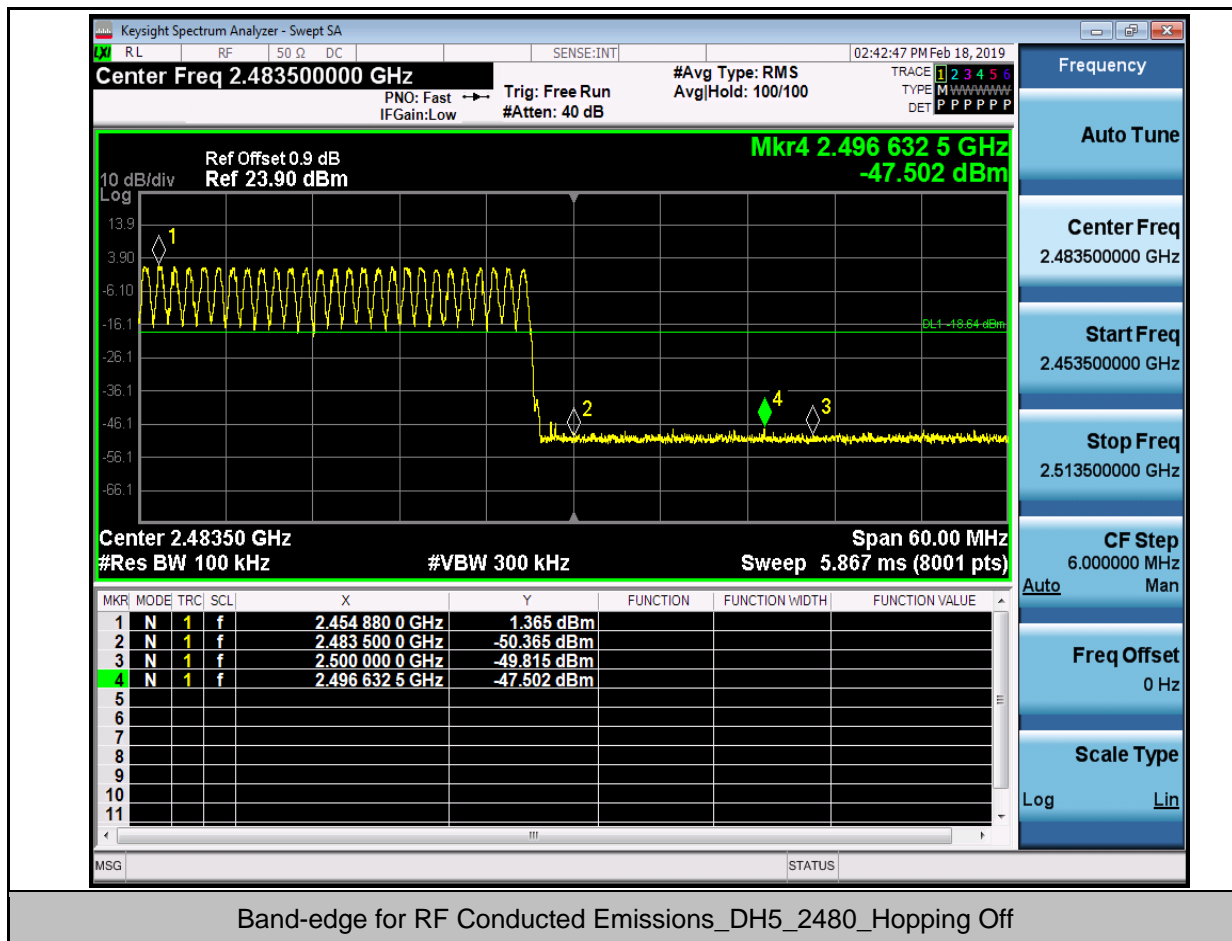 Keysight Spectrum Analyzer - Swept SA
LXI RL RF 50 Ω DC SENSE:INT 02:42:47 PM Feb 18, 2019
Center Freq 2.483500000 GHz
PNO: Fast
IFGain:Low
Trig: Free Run
#Atten: 40 dB
#Avg Type: RMS
Avg|Hold: 100/100
TRACE 1 2 3 4 5 6
TYPE M W W W W W
DET P P P P P P
Mkr4 2.496 632 5 GHz
-47.502 dBm
Ref Offset 0.9 dB
10 dB/div Ref 23.90 dBm
Log
13.9
3.90
-6.10
-16.1
-26.1
-36.1
-46.1
-56.1
-66.1
1
2
4
3
DL1 -18.64 dBm
Center 2.48350 GHz Span 60.00 MHz
#Res BW 100 kHz #VBW 300 kHz Sweep 5.867 ms (8001 pts)
MKR MODE TRC SCL X Y FUNCTION FUNCTION WIDTH FUNCTION VALUE
1 N 1 f 2.454 880 0 GHz 1.365 dBm
2 N 1 f 2.483 500 0 GHz -50.365 dBm
3 N 1 f 2.500 000 0 GHz -49.815 dBm
4 N 1 f 2.496 632 5 GHz -47.502 dBm
5
6
7
8
9
10
11
MSG STATUS
Frequency
Auto Tune
Center Freq
2.483500000 GHz
Start Freq
2.453500000 GHz
Stop Freq
2.513500000 GHz
CF Step
6.000000 MHz
Auto Man
Freq Offset
0 Hz
Scale Type
Log Lin
Band-edge for RF Conducted Emissions_DH5_2480_Hopping Off